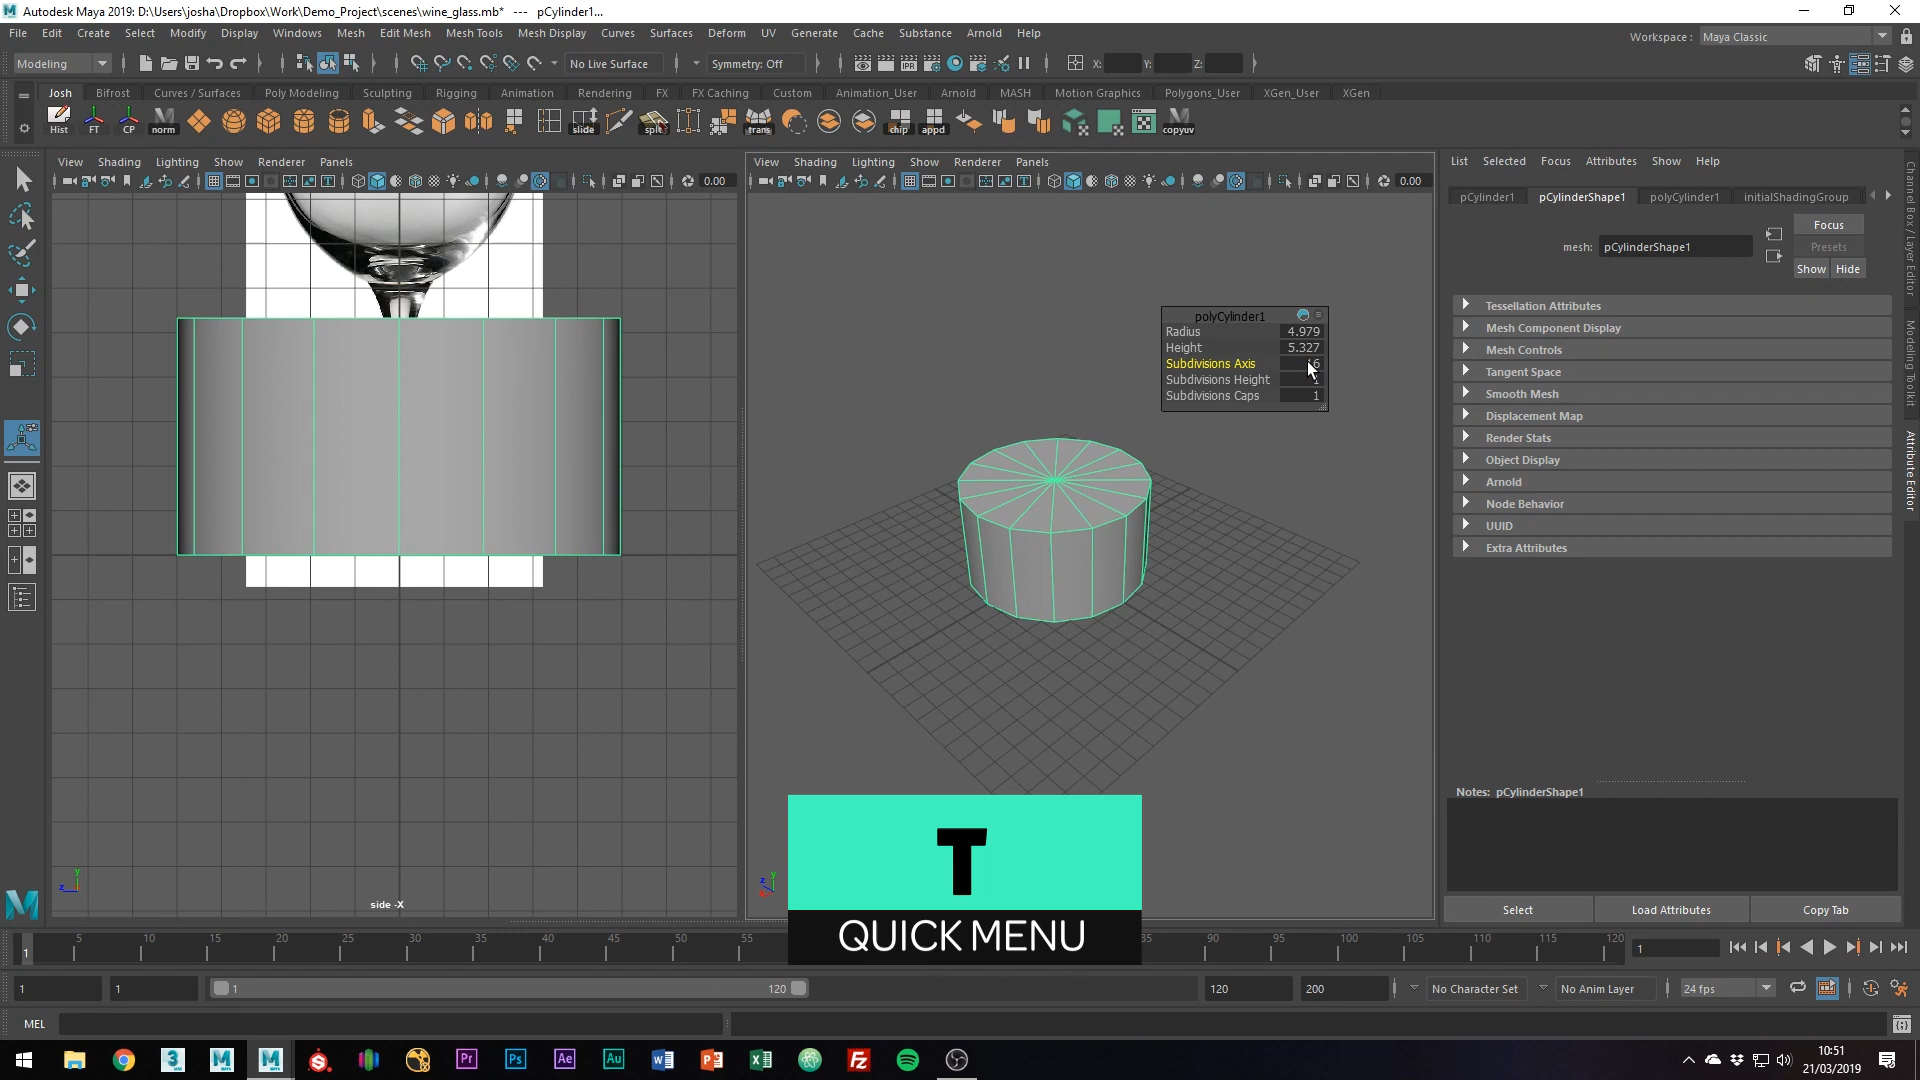 Autodesk Maya 2019: D:\Users\josha\Dropbox\Work\Demo_Project\scenes\wine_glass.mb* --- pCylinder1...
File Edit Create Select Modify Display Windows Mesh Edit Mesh Mesh Tools Mesh Display Curves Surfaces Deform UV Generate Cache Substance Arnold Help
Workspace : Maya Classic
Modeling No Live Surface Symmetry: Off X: Y: Z:
Josh Bifrost Curves / Surfaces Poly Modeling Sculpting Rigging Animation Rendering FX FX Caching Custom Animation_User Arnold MASH Motion Graphics Polygons_User XGen_User XGen
Hist FT CP norm slide split trans chip appd copyuv
View Shading Lighting Show Renderer Panels
0.00
side -X
View Shading Lighting Show Renderer Panels
0.00
polyCylinder1
Radius 4.979
Height 5.327
Subdivisions Axis
Subdivisions Height
Subdivisions Caps 1
T
QUICK MENU
List Selected Focus Attributes Show Help
pCylinder1 pCylinderShape1 polyCylinder1 initialShadingGroup
Focus
mesh: pCylinderShape1
Presets
Show Hide
Tessellation Attributes
Mesh Component Display
Mesh Controls
Tangent Space
Smooth Mesh
Displacement Map
Render Stats
Object Display
Arnold
Node Behavior
UUID
Extra Attributes
Notes: pCylinderShape1
Select Load Attributes Copy Tab
Channel Box / Layer Editor
Modeling Toolkit
Attribute Editor
5 10 15 20 25 30 35 40 45 50 55 85 90 95 100 105 110 115 120
1 1
1 1 1 120 120 200 No Character Set No Anim Layer 24 fps
MEL
10:51
21/03/2019